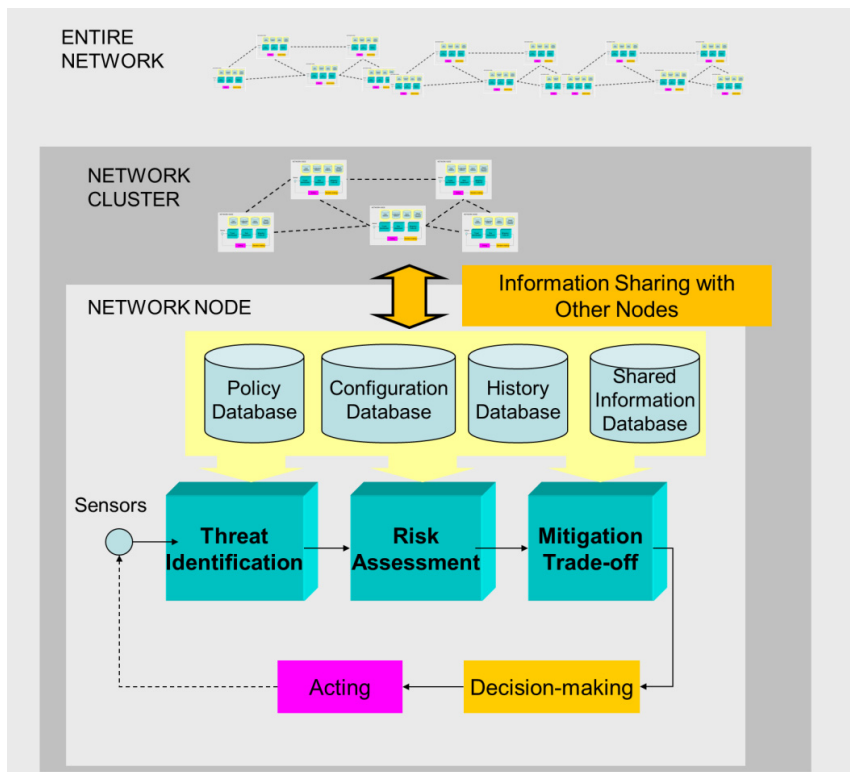 ENTIRE
NETWORK
NETWORK
CLUSTER
Information Sharing with
Other Nodes
NETWORK NODE
Policy
Database
Configuration
Database
History
Database
Shared
Information
Database
Sensors
Threat
Identification
Risk
Assessment
Mitigation
Trade-off
Acting
Decision-making